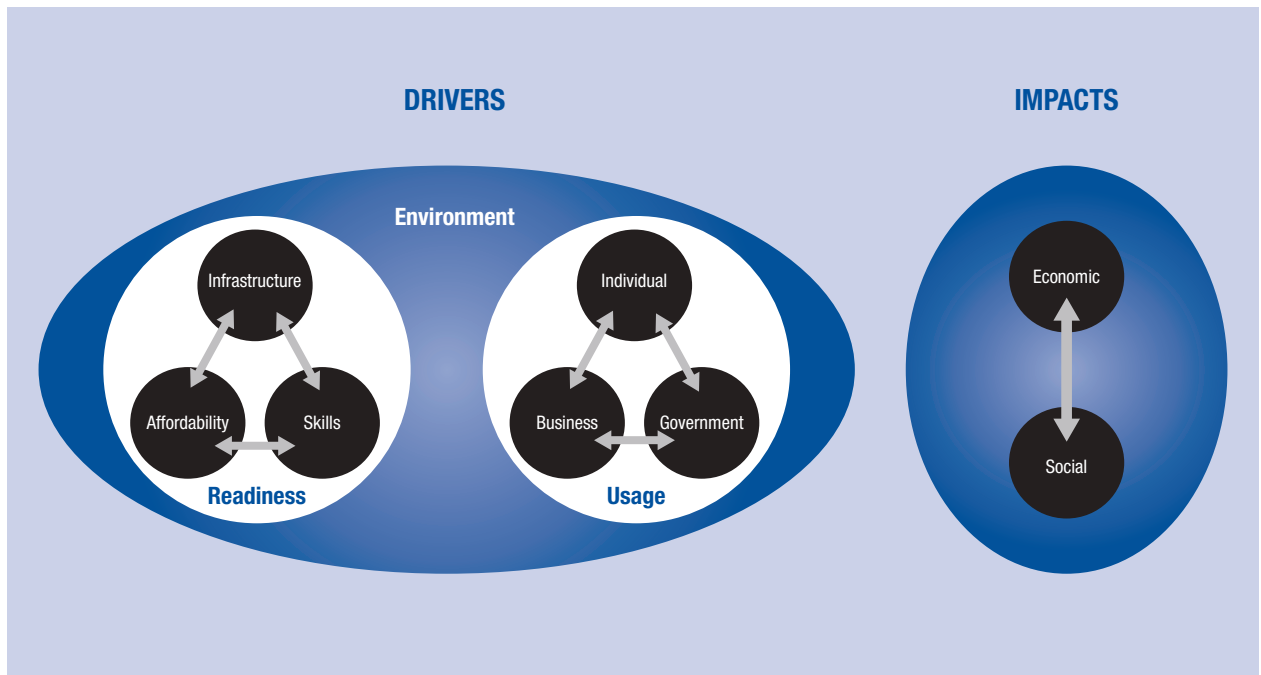 DRIVERS
IMPACTS
Environment
Infrastructure
Affordability
Skills
Readiness
Individual
Business
Government
Usage
Economic
Social